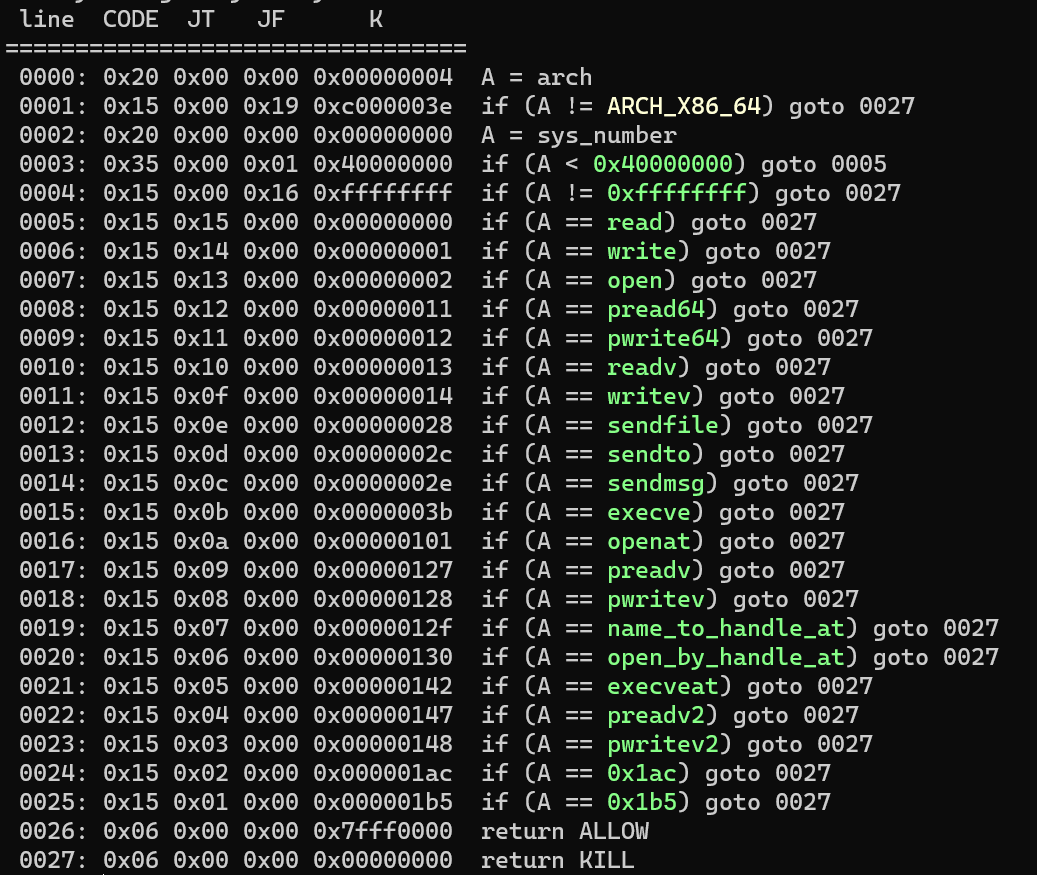 line CODE JT JF K
=================================
0000: 0x20 0x00 0x00 0x00000004 A = arch
0001: 0x15 0x00 0x19 0xc000003e if (A != ARCH_X86_64) goto 0027
0002: 0x20 0x00 0x00 0x00000000 A = sys_number
0003: 0x35 0x00 0x01 0x40000000 if (A < 0x40000000) goto 0005
0004: 0x15 0x00 0x16 0xffffffff if (A != 0xffffffff) goto 0027
0005: 0x15 0x15 0x00 0x00000000 if (A == read) goto 0027
0006: 0x15 0x14 0x00 0x00000001 if (A == write) goto 0027
0007: 0x15 0x13 0x00 0x00000002 if (A == open) goto 0027
0008: 0x15 0x12 0x00 0x00000011 if (A == pread64) goto 0027
0009: 0x15 0x11 0x00 0x00000012 if (A == pwrite64) goto 0027
0010: 0x15 0x10 0x00 0x00000013 if (A == readv) goto 0027
0011: 0x15 0x0f 0x00 0x00000014 if (A == writev) goto 0027
0012: 0x15 0x0e 0x00 0x00000028 if (A == sendfile) goto 0027
0013: 0x15 0x0d 0x00 0x0000002c if (A == sendto) goto 0027
0014: 0x15 0x0c 0x00 0x0000002e if (A == sendmsg) goto 0027
0015: 0x15 0x0b 0x00 0x0000003b if (A == execve) goto 0027
0016: 0x15 0x0a 0x00 0x00000101 if (A == openat) goto 0027
0017: 0x15 0x09 0x00 0x00000127 if (A == preadv) goto 0027
0018: 0x15 0x08 0x00 0x00000128 if (A == pwritev) goto 0027
0019: 0x15 0x07 0x00 0x0000012f if (A == name_to_handle_at) goto 0027
0020: 0x15 0x06 0x00 0x00000130 if (A == open_by_handle_at) goto 0027
0021: 0x15 0x05 0x00 0x00000142 if (A == execveat) goto 0027
0022: 0x15 0x04 0x00 0x00000147 if (A == preadv2) goto 0027
0023: 0x15 0x03 0x00 0x00000148 if (A == pwritev2) goto 0027
0024: 0x15 0x02 0x00 0x000001ac if (A == 0x1ac) goto 0027
0025: 0x15 0x01 0x00 0x000001b5 if (A == 0x1b5) goto 0027
0026: 0x06 0x00 0x00 0x7fff0000 return ALLOW
0027: 0x06 0x00 0x00 0x00000000 return KILL